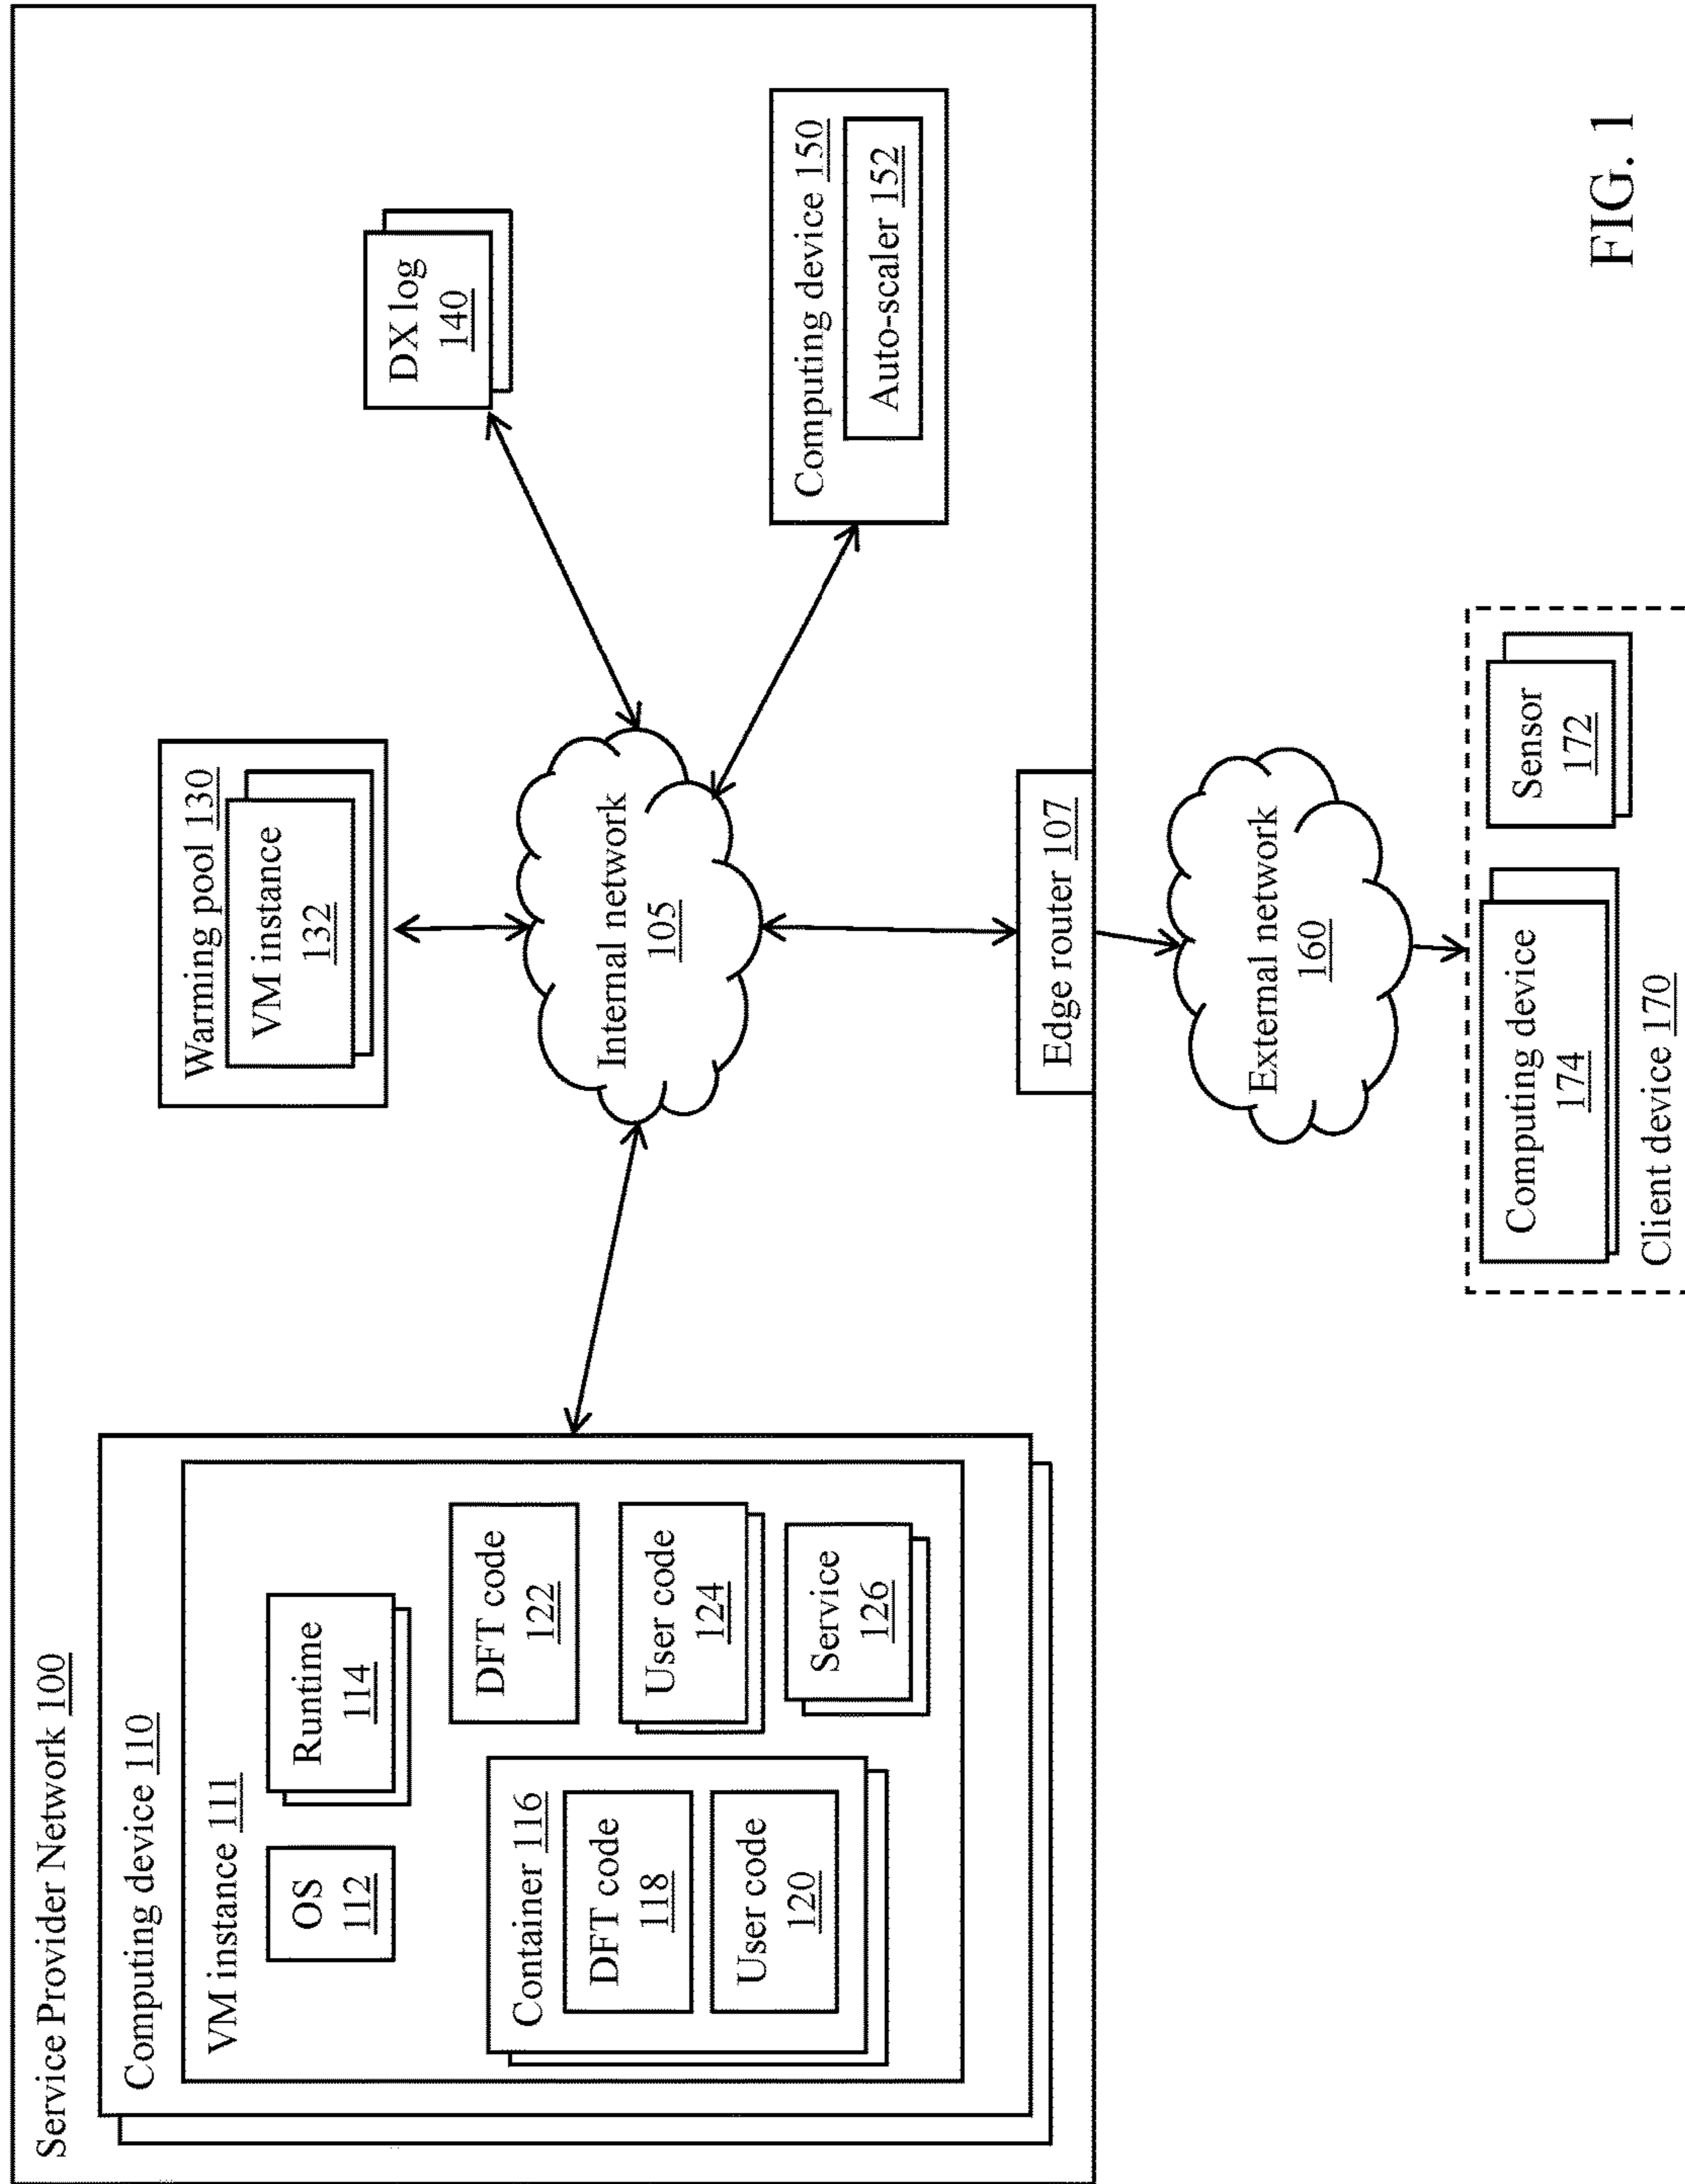 Service Provider Network 100
Computing device 110
VM instance 111
OS
112
Runtime
114
Container 116
DFT code
118
User code
120
DFT code
122
User code
124
Service
126
Warming pool 130
VM instance
132
DX log
140
Internal network
105
Computing device 150
Auto-scaler 152
Edge router 107
External network
160
Computing device
174
Sensor
172
Client device 170
FIG. 1